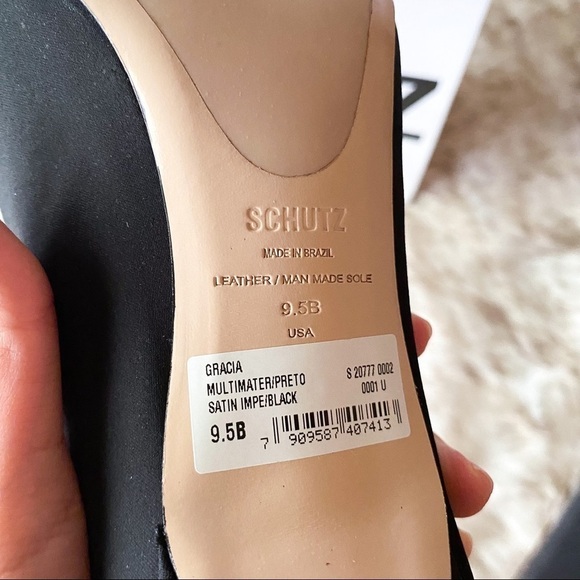 Z
SCHUTZ
MADE IN BRAZIL
LEATHER / MAN MADE SOLE
9.5B
USA
GRACIA
MULTIMATER/PRETO
SATIN IMPE/BLACK
S 20777 0002
0001 U
9.5B
7 909587 407413